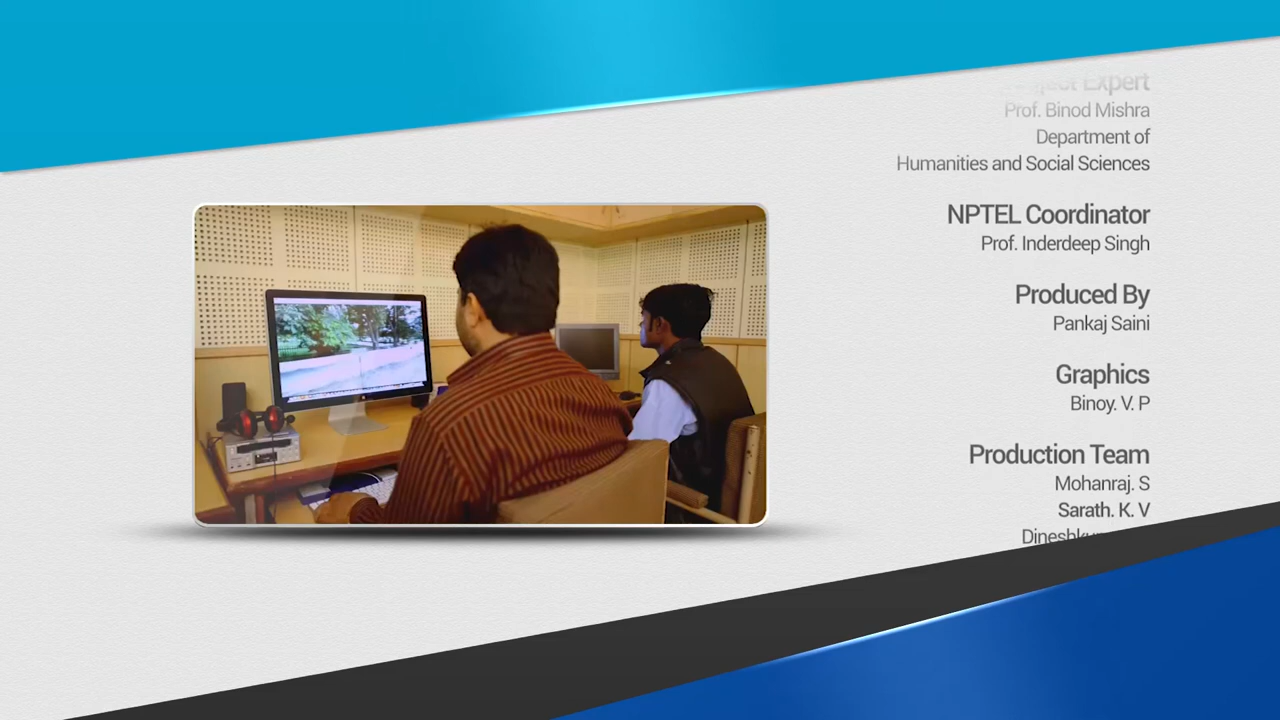 Expert
Prof. Binod Mishra
Department of
Humanities and Social Sciences
NPTEL Coordinator
Prof. Inderdeep Singh
Produced By
Pankaj Saini
Graphics
Binoy. V. P
Production Team
Mohanraj. S
Sarath. K. V